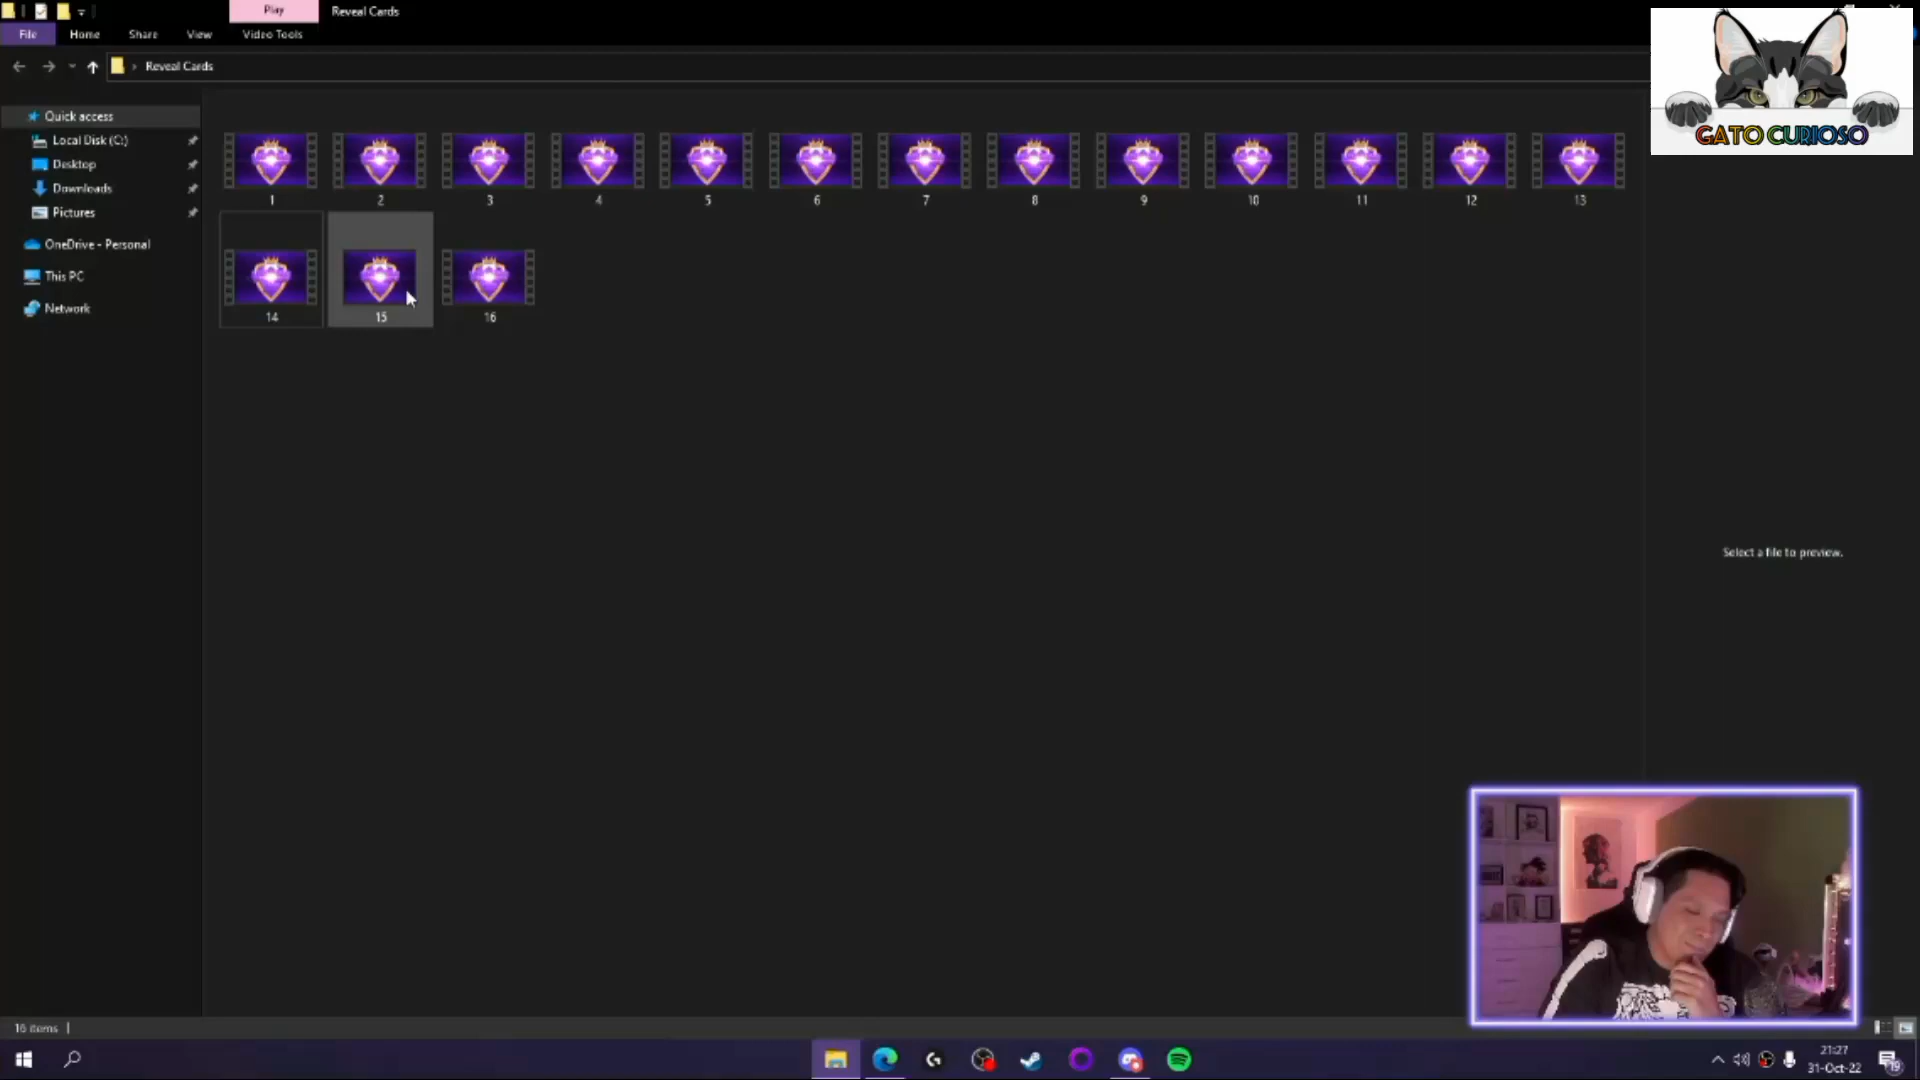 Play
Reveal Cards
File
Home
Share
View
Video Tools
Reveal Cards
GATO CURIOSO
Quick access
Local Disk (C:)
Desktop
Downloads
Pictures
OneDrive - Personal
This PC
Network
1
2
3
4
5
6
7
8
9
10
11
12
13
14
15
16
Select a file to preview.
16 items
21:27
31-Oct-22
19